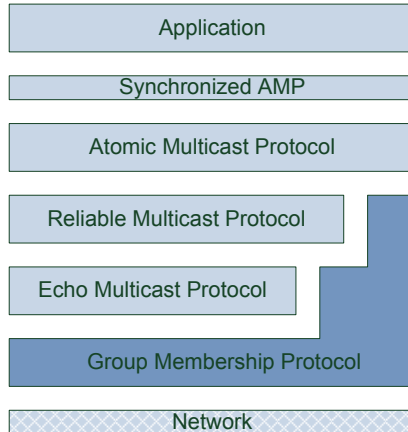 Application
Synchronized AMP
Atomic Multicast Protocol
Reliable Multicast Protocol
Echo Multicast Protocol
Group Membership Protocol
Network